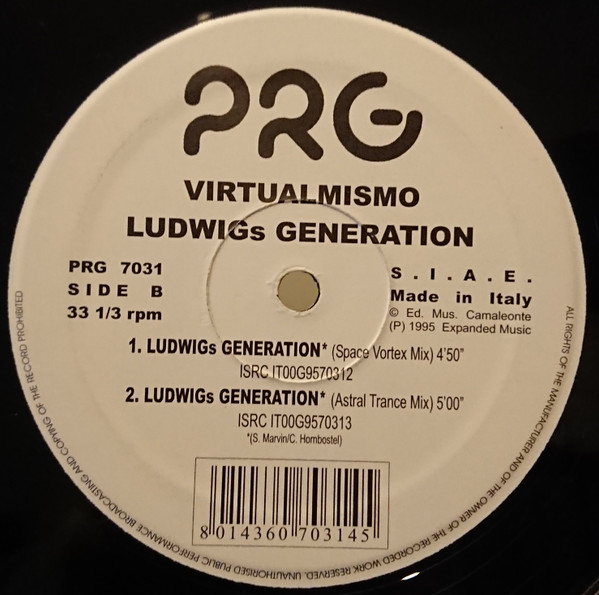 PRG
VIRTUALMISMO
LUDWIGs GENERATION
PRG 7031
SIDE B
33 1/3 rpm
S.I.A.E.
Made in Italy
© Ed. Mus. Camaleonte
(P) 1995 Expanded Music
1. LUDWIGs GENERATION* (Space Vortex Mix) 4'50"
ISRC IT00G9570312
2. LUDWIGs GENERATION* (Astral Trance Mix) 5'00"
ISRC IT00G9570313
*(S. Marvin/C. Hornbostel)
8 014360 703145
ALL RIGHTS OF THE MANUFACTURER AND OF THE OWNER OF THE RECORDED WORK RESERVED. UNAUTHORISED PUBLIC PERFORMANCE BROADCASTING AND COPYING OF THE RECORD PROHIBITED